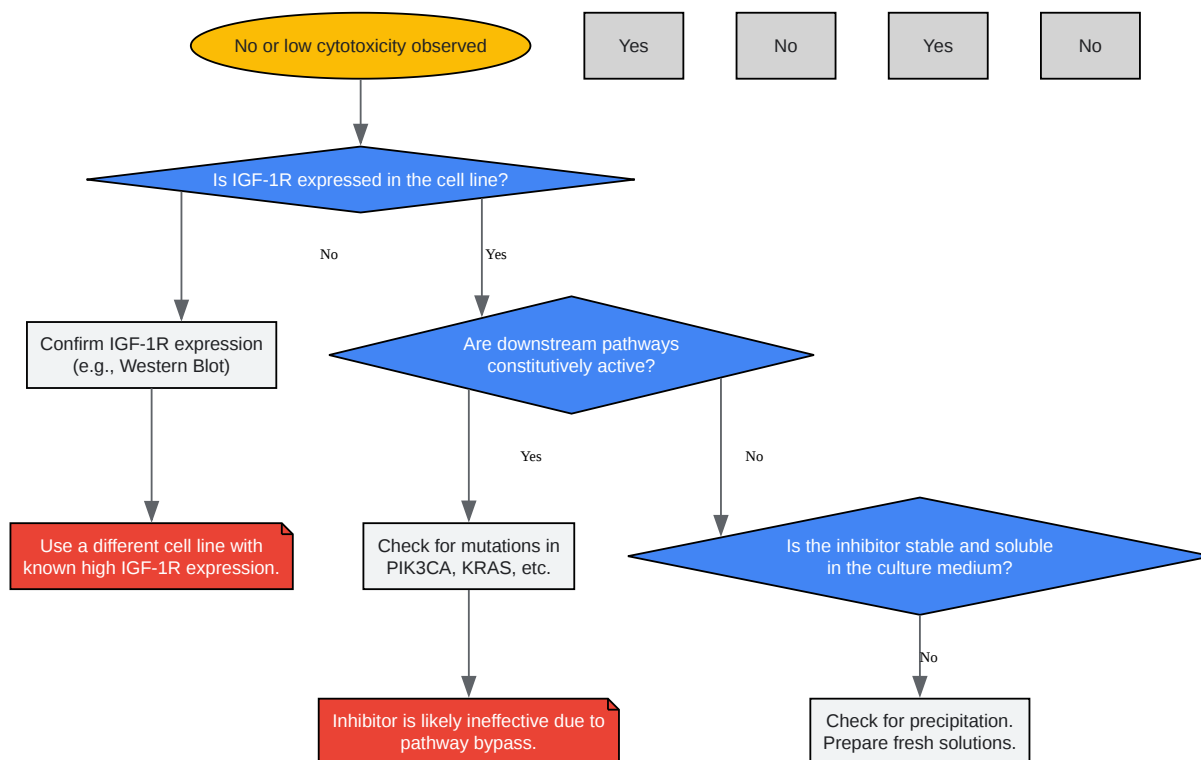 No or low cytotoxicity observed
Yes
No
Yes
No
Is IGF-1R expressed in the cell line?
No
Yes
Confirm IGF-1R expression
(e.g., Western Blot)
Are downstream pathways
constitutively active?
Yes
No
Use a different cell line with
known high IGF-1R expression.
Check for mutations in
PIK3CA, KRAS, etc.
Is the inhibitor stable and soluble
in the culture medium?
No
Inhibitor is likely ineffective due to
pathway bypass.
Check for precipitation.
Prepare fresh solutions.